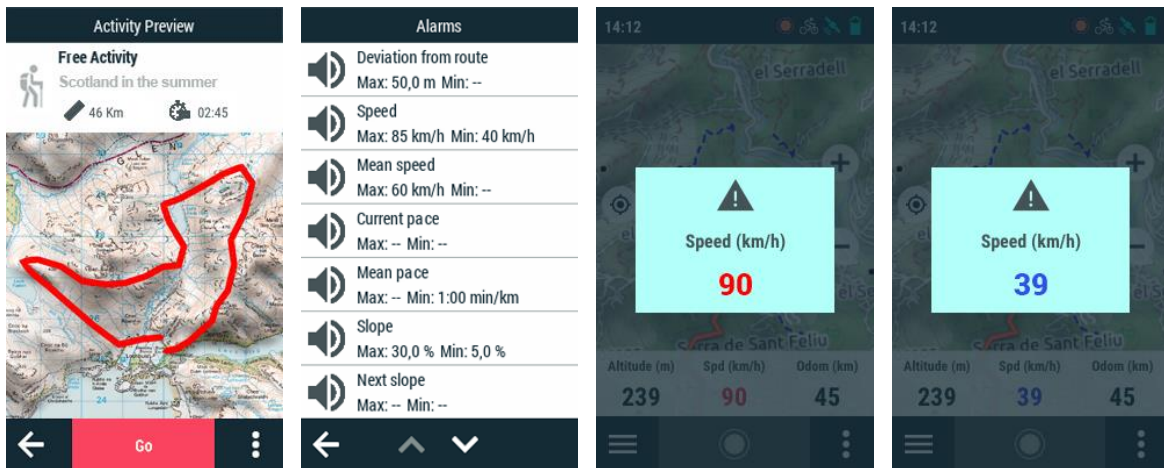 Activity Preview
Free Activity
Scotland in the summer
46 Km
02:45
G L E N
24
Go
Alarms
Deviation from route
Max: 50,0 m Min: --
Speed
Max: 85 km/h Min: 40 km/h
Mean speed
Max: 60 km/h Min: --
Current pace
Max: -- Min: --
Mean pace
Max: -- Min: 1:00 min/km
Slope
Max: 30,0 % Min: 5,0 %
Next slope
Max: -- Min: --
14:12
el Serradell
Speed (km/h)
90
Serra de Sant Feliu
Altitude (m) Spd (km/h) Odom (km)
239 90 45
14:12
el Serradell
Speed (km/h)
39
Serra de Sant Feliu
Altitude (m) Spd (km/h) Odom (km)
239 39 45